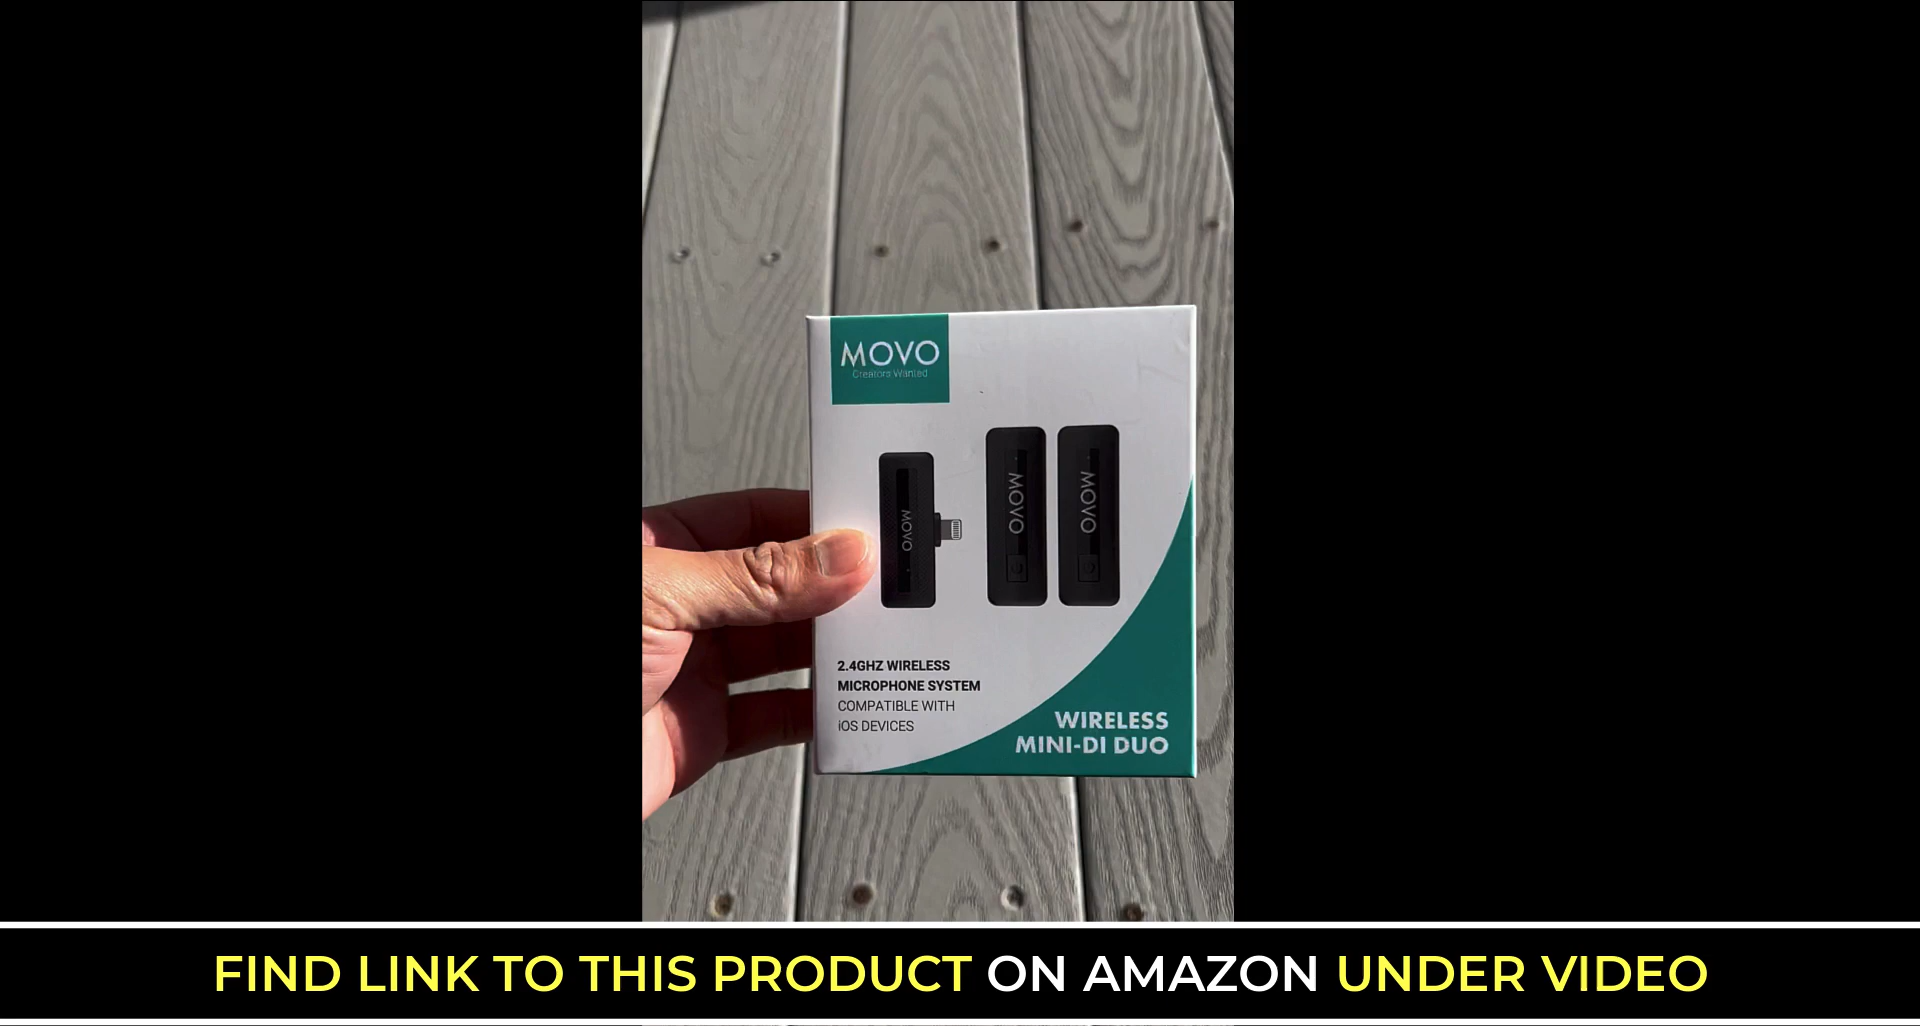 MOVO
Creators Wanted
MOVO
MOVO
MOVO
2.4GHZ WIRELESS
MICROPHONE SYSTEM
COMPATIBLE WITH
iOS DEVICES
WIRELESS
MINI-DI DUO
FIND LINK TO THIS PRODUCT ON AMAZON UNDER VIDEO